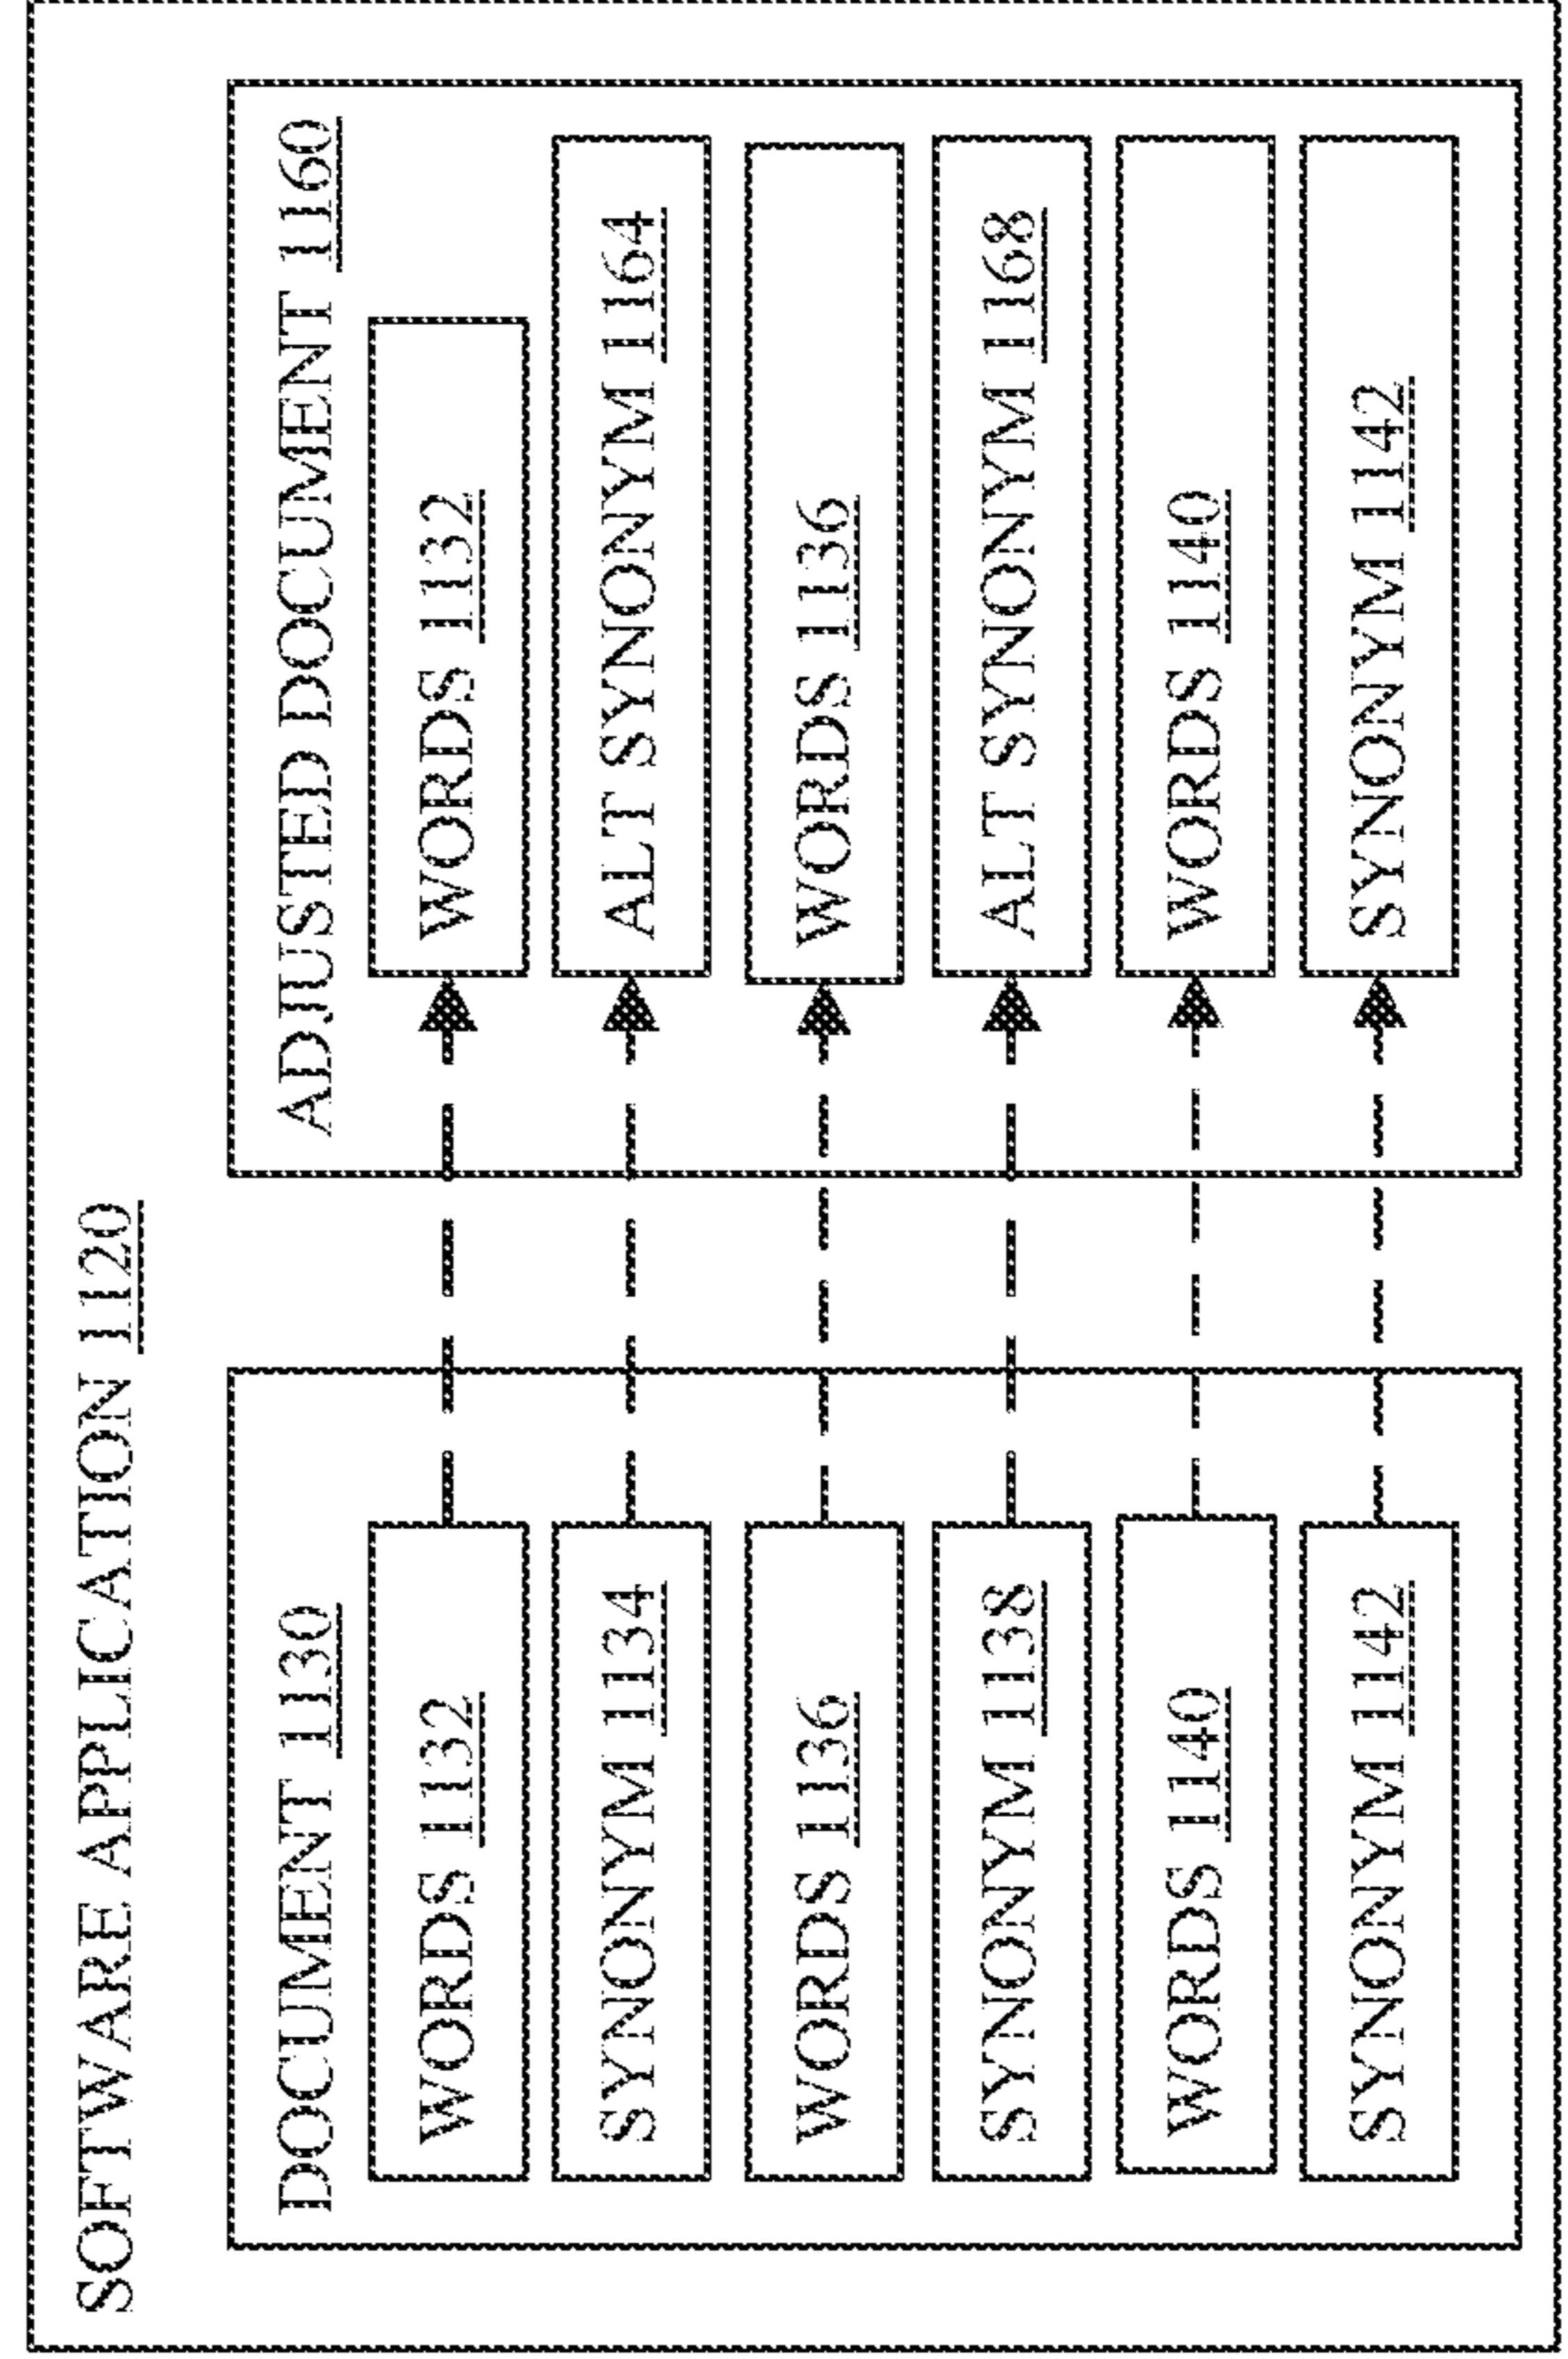 SOFTWARE APPLICATION 1120
DOCUMENT 1130
WORDS 1132
SYNONYM 1134
WORDS 1136
SYNONYM 1138
WORDS 1140
SYNONYM 1142
ADJUSTED DOCUMENT 1160
WORDS 1132
ALT SYNONYM 1164
WORDS 1136
ALT SYNONYM 1168
WORDS 1140
SYNONYM 1142